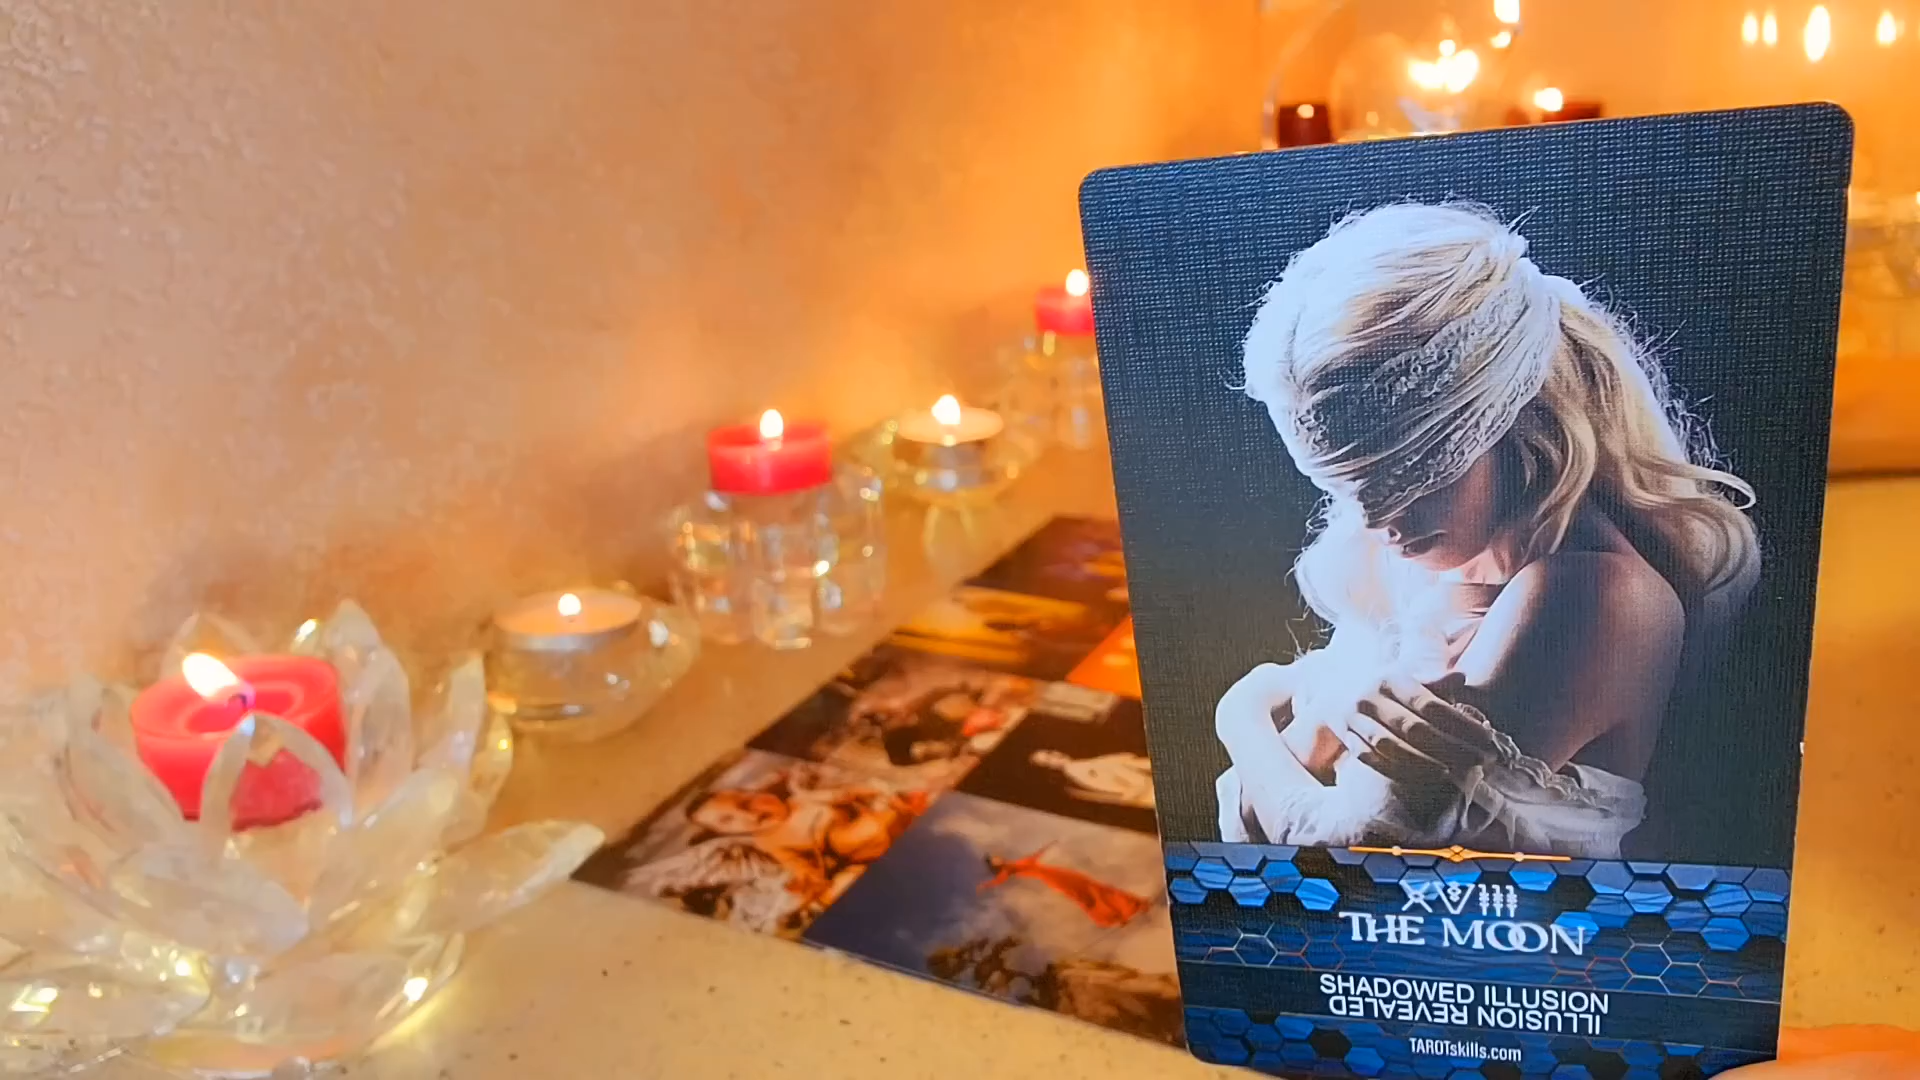 XVIII
THE MOON
SHADOWED ILLUSION
ILLUSION REVEALED
TAROTskills.com